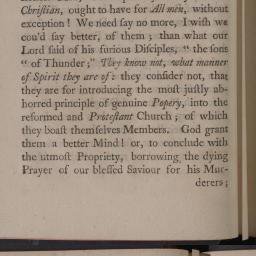 Chriſtian, ought to have for All men, without
exception! We need ſay no more, I wiſh we
cou'd ſay better, of them; than what our
Lord ſaid of his furious Diſciples, "the ſons
"of Thunder;" They know not, what manner
of Spirit they are of: they conſider not, that
they are for introducing the moſt juſtly ab-
horred principle of genuine Popery, into the
reformed and Proteſtant Church; of which
they boaſt themſelves Members. God grant
them a better Mind! or, to conclude with
the utmoſt Propriety, borrowing the dying
Prayer of our bleſſed Saviour for his Mur-
derers;